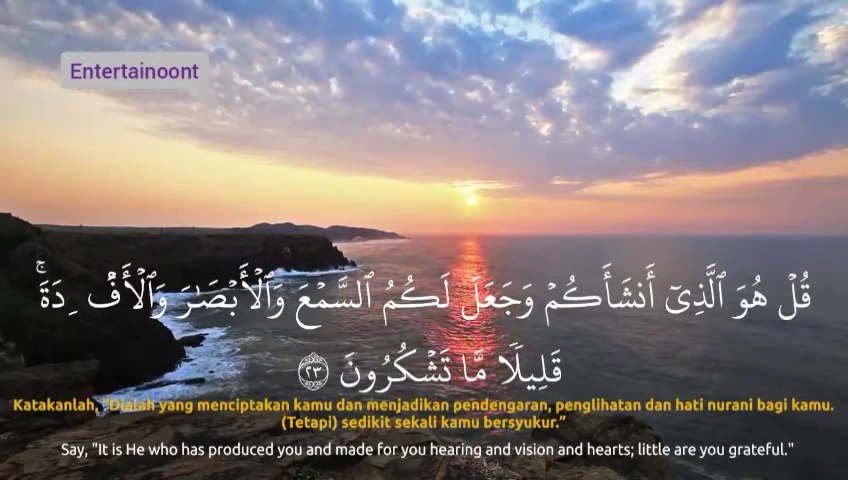 Entertainoont
قُلۡ هُوَ ٱلَّذِيٓ أَنشَأَكُمۡ وَجَعَلَ لَكُمُ ٱلسَّمۡعَ وَٱلۡأَبۡصَٰرَ وَٱلۡأَفۡـِٔدَةَۚ
قَلِيلٗا مَّا تَشۡكُرُونَ ٢٣
Katakanlah, “Dialah yang menciptakan kamu dan menjadikan pendengaran, penglihatan dan hati nurani bagi kamu.
(Tetapi) sedikit sekali kamu bersyukur.”
Say, "It is He who has produced you and made for you hearing and vision and hearts; little are you grateful."